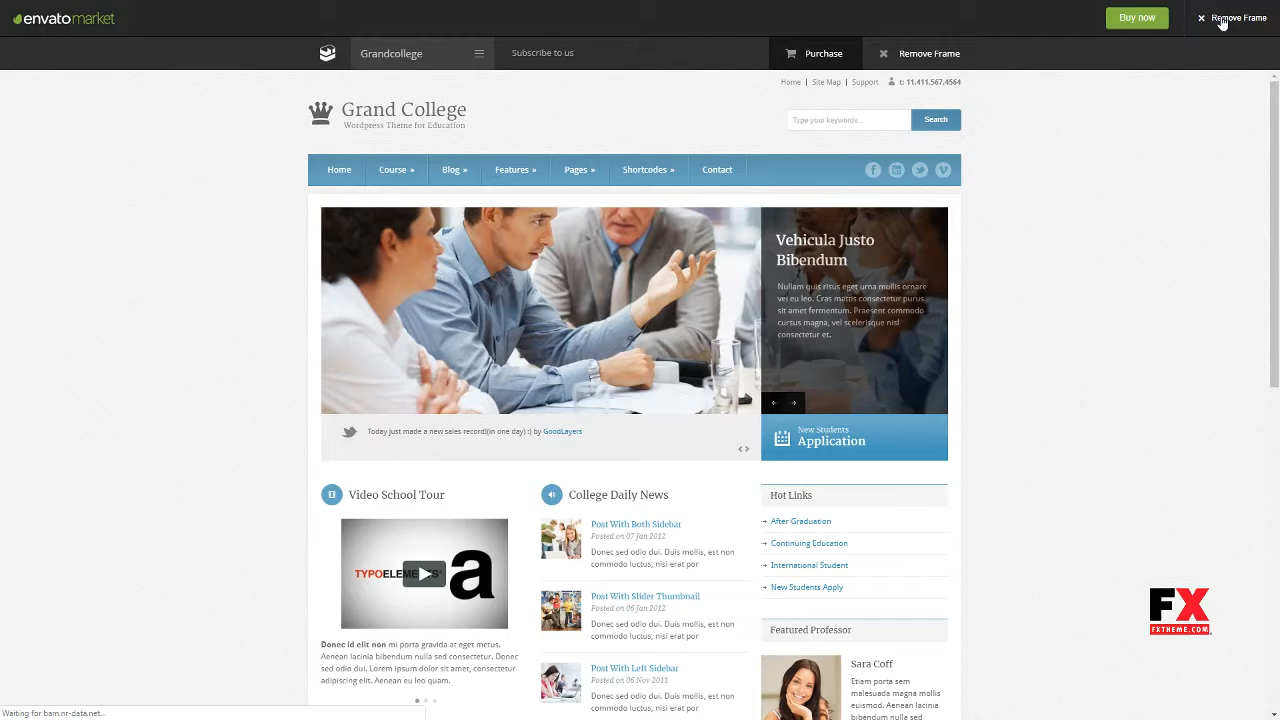 envatomarket
Buy now
Remove Frame
Grandcollege
Subscribe to us
Purchase
Remove Frame
Home | Site Map | Support t: 11.411.567.4564
Grand College
Wordpress Theme for Education
Type your keywords...
Search
Home
Course »
Blog »
Features »
Pages »
Shortcodes »
Contact
Vehicula Justo
Bibendum
Nullam quis risus eget urna mollis ornare
vei eu leo. Cras mattis consectetur purus
sit amet fermentum. Praesent commodo
cursus magna, vel scelerisque nisl
consectetur et.
Today just made a new sales record!(in one day) :) by GoodLayers
New Students
Application
Video School Tour
TYPOELEMENTS
a
Donec id elit non mi porta gravida at eget metus.
Aenean lacinia bibendum nulla sed consectetur. Donec
sed odio dui. Lorem ipsum dolor sit amet, consectetur
adipiscing elit. Aenean eu leo quam.
College Daily News
Post With Both Sidebar
Posted on 07 Jan 2012
Donec sed odio dui. Duis mollis, est non
commodo luctus, nisi erat por
Post With Slider Thumbnail
Posted on 06 Jan 2012
Donec sed odio dui. Duis mollis, est non
commodo luctus, nisi erat por
Post With Left Sidebar
Posted on 06 Nov 2011
Donec sed odio dui. Duis mollis, est non
commodo luctus, nisi erat por
Hot Links
After Graduation
Continuing Education
International Student
New Students Apply
Featured Professor
Sara Coff
Etiam porta sem
malesuada magna mollis
euismod. Aenean lacinia
bibendum nulla sed
FX
FXTHEME.COM
Waiting for bam.nr-data.net...